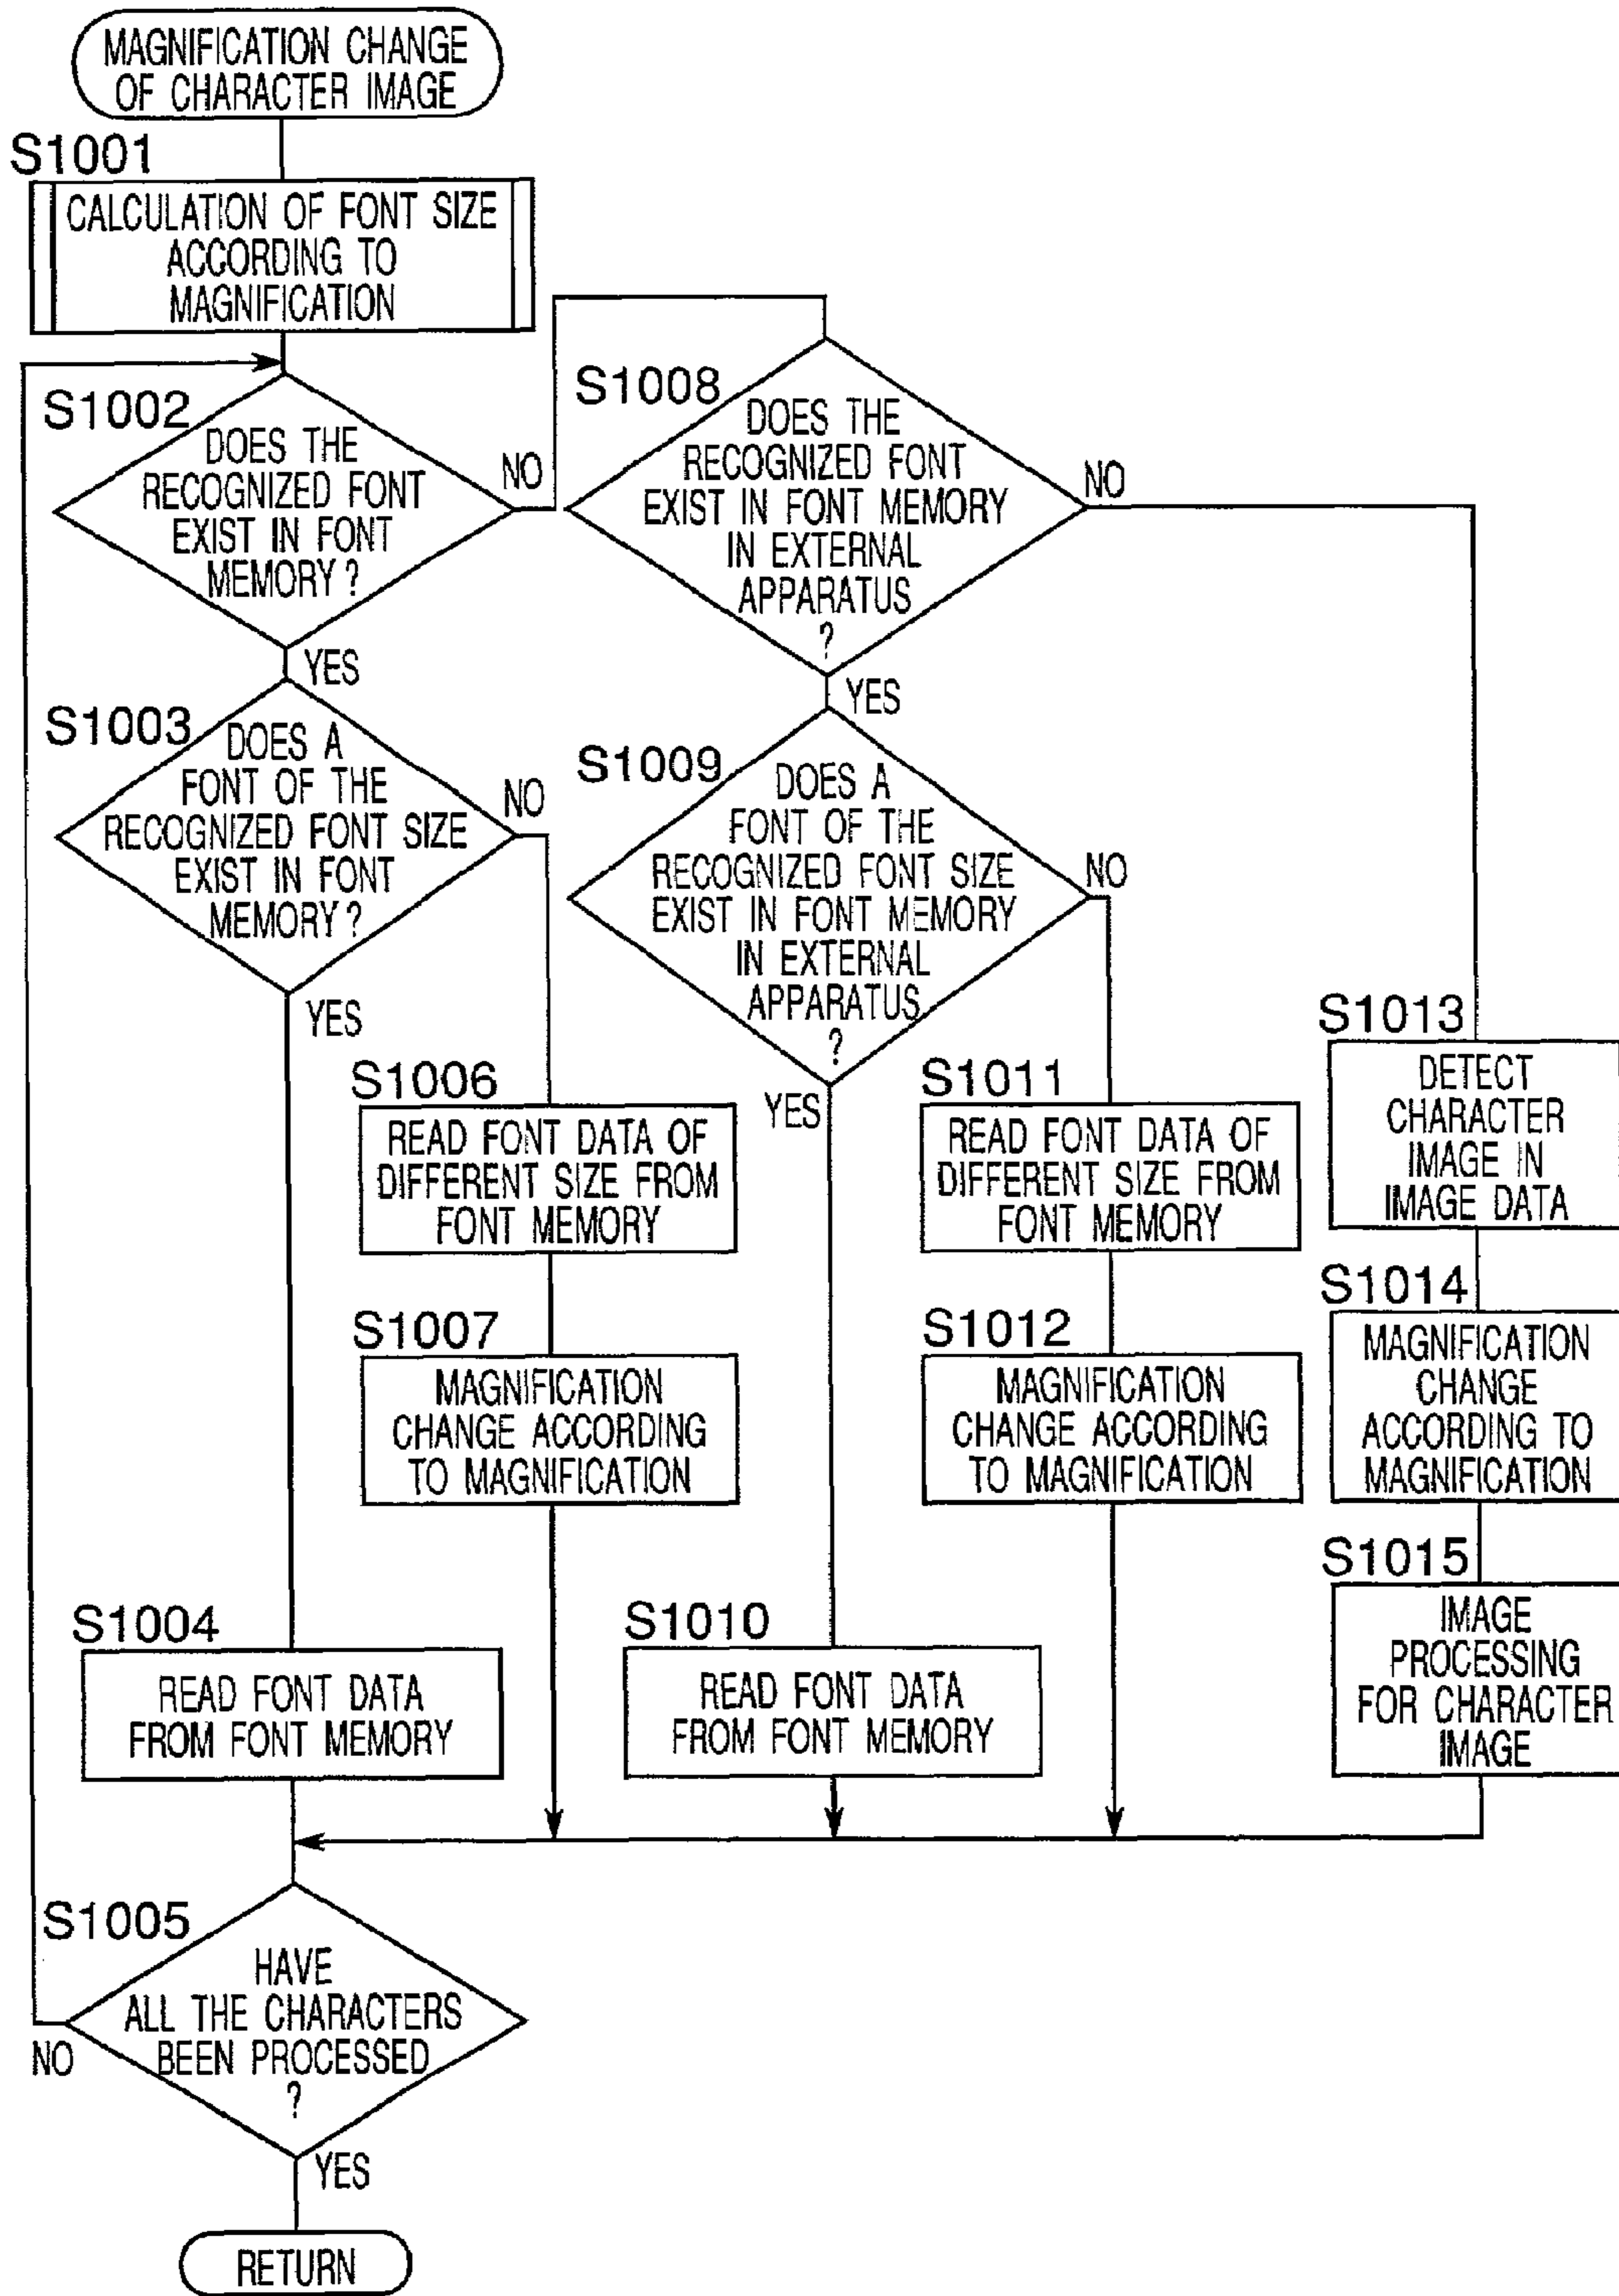 MAGNIFICATION CHANGE
OF CHARACTER IMAGE
S1001
CALCULATION OF FONT SIZE
ACCORDING TO
MAGNIFICATION
S1002
DOES THE
RECOGNIZED FONT
EXIST IN FONT
MEMORY?
NO
YES
S1003
DOES A
FONT OF THE
RECOGNIZED FONT SIZE
EXIST IN FONT
MEMORY?
NO
YES
S1006
READ FONT DATA OF
DIFFERENT SIZE FROM
FONT MEMORY
S1007
MAGNIFICATION
CHANGE ACCORDING
TO MAGNIFICATION
S1004
READ FONT DATA
FROM FONT MEMORY
S1008
DOES THE
RECOGNIZED FONT
EXIST IN FONT MEMORY
IN EXTERNAL
APPARATUS
?
NO
YES
S1009
DOES A
FONT OF THE
RECOGNIZED FONT SIZE
EXIST IN FONT MEMORY
IN EXTERNAL
APPARATUS
?
NO
YES
S1011
READ FONT DATA OF
DIFFERENT SIZE FROM
FONT MEMORY
S1012
MAGNIFICATION
CHANGE ACCORDING
TO MAGNIFICATION
S1010
READ FONT DATA
FROM FONT MEMORY
S1013
DETECT
CHARACTER
IMAGE IN
IMAGE DATA
S1014
MAGNIFICATION
CHANGE
ACCORDING TO
MAGNIFICATION
S1015
IMAGE
PROCESSING
FOR CHARACTER
IMAGE
S1005
HAVE
ALL THE CHARACTERS
BEEN PROCESSED
?
NO
YES
RETURN